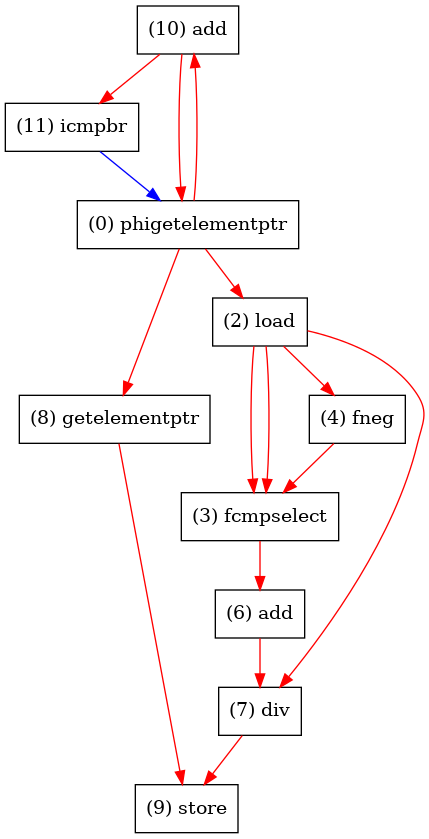 (10) add
(11) icmpbr
(0) phigetelementptr
(2) load
(8) getelementptr
(4) fneg
(3) fcmpselect
(6) add
(7) div
(9) store